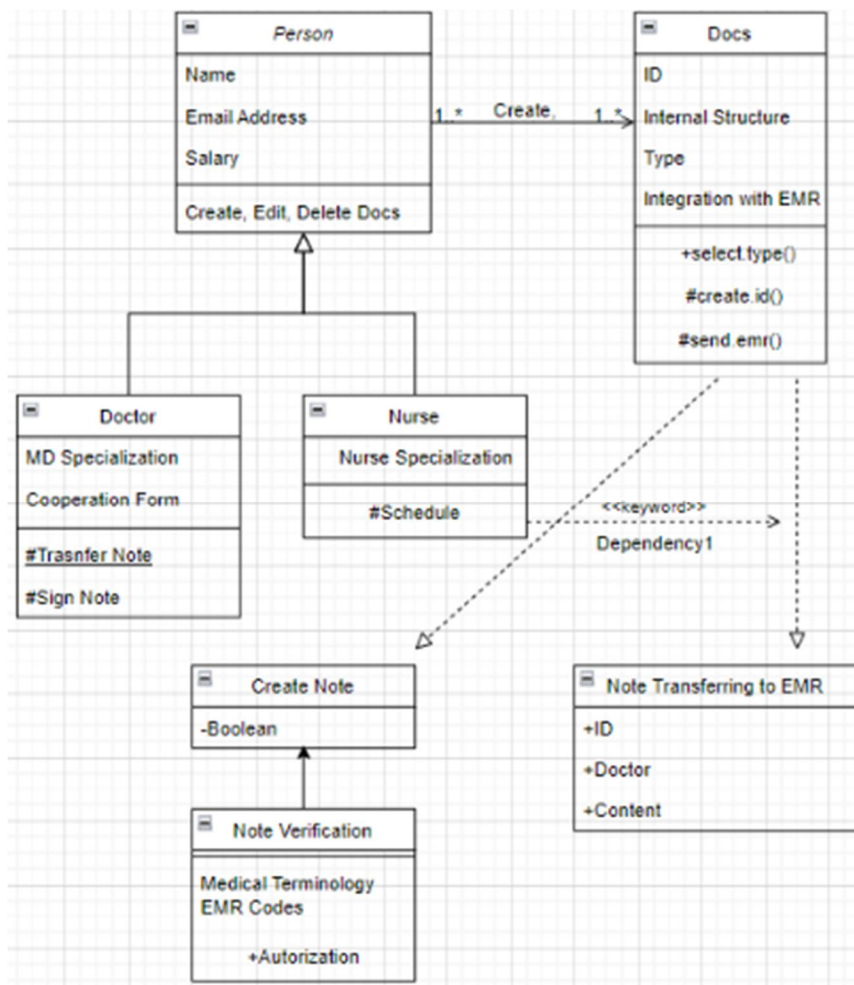 Person
Name
Email Address
Salary
Create, Edit, Delete Docs
1..*
Create,
1..*
Docs
ID
Internal Structure
Type
Integration with EMR
+select.type()
#create.id()
#send.emr()
Doctor
MD Specialization
Cooperation Form
#Trasnfer Note
#Sign Note
Nurse
Nurse Specialization
#Schedule
<<keyword>>
Dependency1
Create Note
-Boolean
Note Transferring to EMR
+ID
+Doctor
+Content
Note Verification
Medical Terminology
EMR Codes
+Autorization